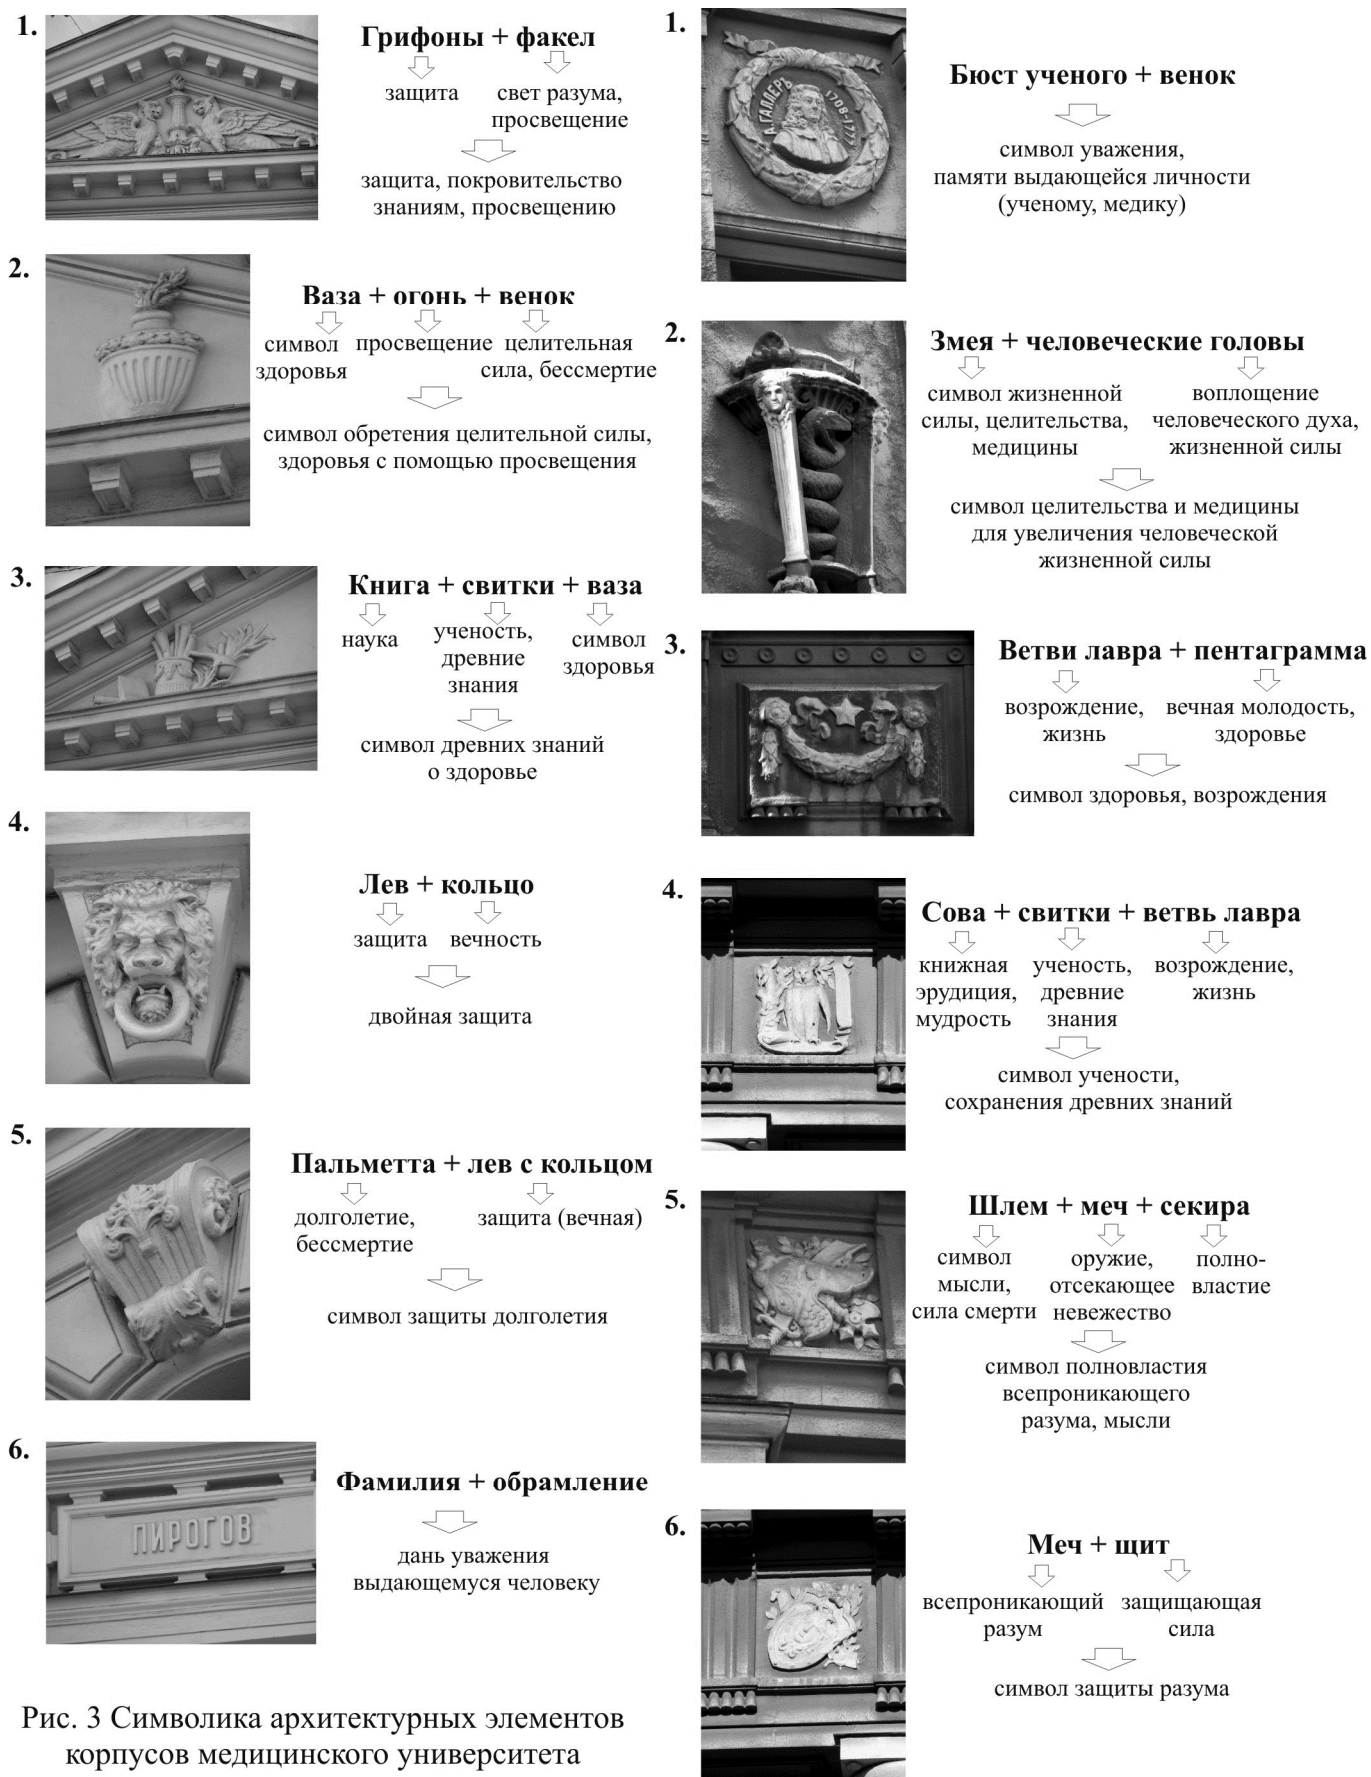 1.
Грифоны + факел
защита
свет разума,
просвещение
защита, покровительство
знаниям, просвещению
2.
Ваза + огонь + венок
символ
здоровья
просвещение
целительная
сила, бессмертие
символ обретения целительной силы,
здоровья с помощью просвещения
3.
Книга + свитки + ваза
наука
ученость,
древние
знания
символ
здоровья
символ древних знаний
о здоровье
4.
Лев + кольцо
защита
вечность
двойная защита
5.
Пальметта + лев с кольцом
долголетие,
бессмертие
защита (вечная)
символ защиты долголетия
6.
ПИРОГОВ
Фамилия + обрамление
дань уважения
выдающемуся человеку
Рис. 3 Символика архитектурных элементов
корпусов медицинского университета
1.
А.ГАЛЛЕРЪ
1708-1777
Бюст ученого + венок
символ уважения,
памяти выдающейся личности
(ученому, медику)
2.
Змея + человеческие головы
символ жизненной
силы, целительства,
медицины
воплощение
человеческого духа,
жизненной силы
символ целительства и медицины
для увеличения человеческой
жизненной силы
3.
Ветви лавра + пентаграмма
возрождение,
жизнь
вечная молодость,
здоровье
символ здоровья, возрождения
4.
Сова + свитки + ветвь лавра
книжная
эрудиция,
мудрость
ученость,
древние
знания
возрождение,
жизнь
символ учености,
сохранения древних знаний
5.
Шлем + меч + секира
символ
мысли,
сила смерти
оружие,
отсекающее
невежество
полно-
властие
символ полновластия
всепроникающего
разума, мысли
6.
Меч + щит
всепроникающий
разум
защищающая
сила
символ защиты разума